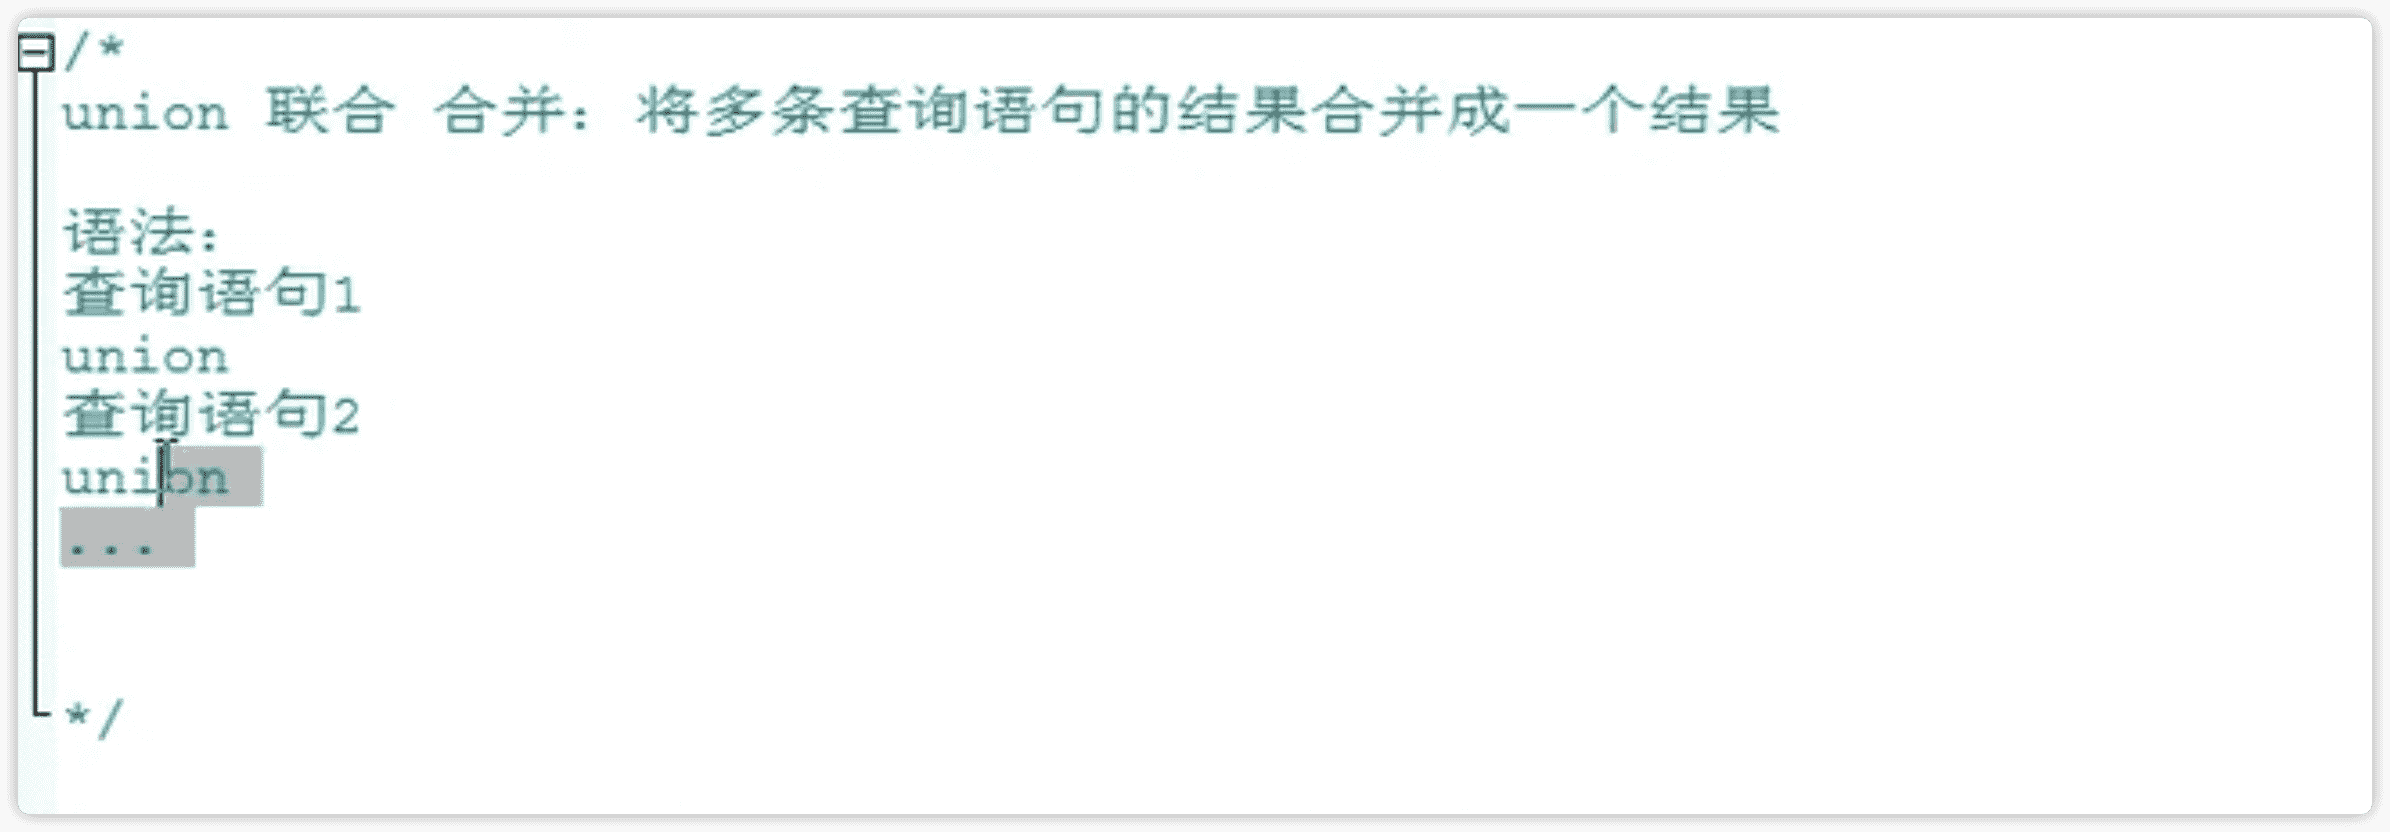 /*
union 联合 合并：将多条查询语句的结果合并成一个结果
语法：
查询语句1
union
查询语句2
union
...
*/